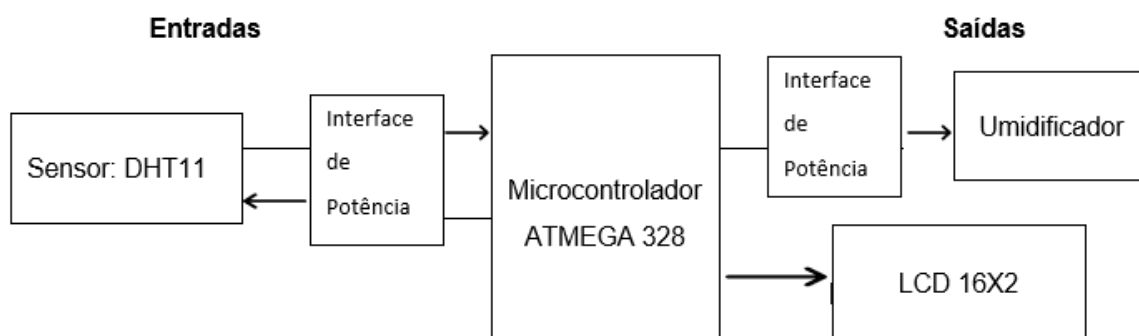 Entradas
Saídas
Sensor: DHT11
Interface
de
Potência
Microcontrolador
ATMEGA 328
Interface
de
Potência
Umidificador
LCD 16X2